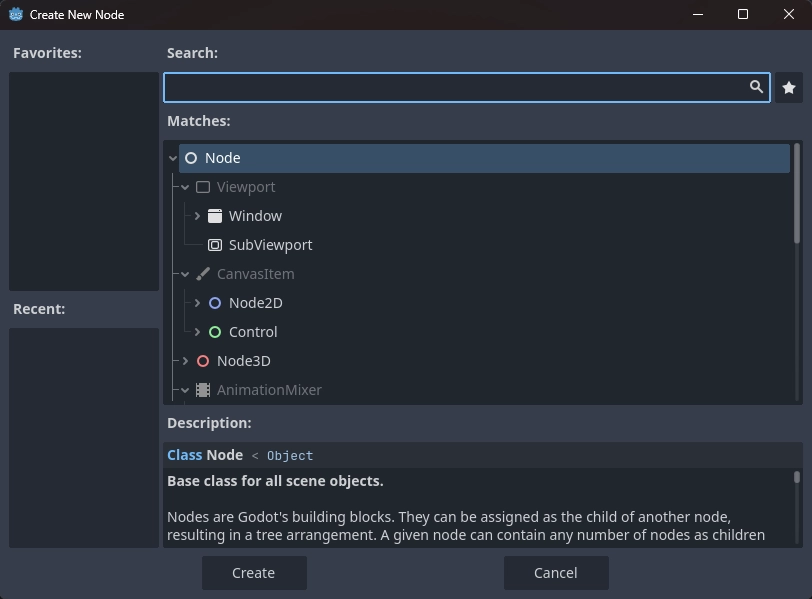 Create New Node
Favorites:
Search:
Matches:
Node
Viewport
Window
SubViewport
CanvasItem
Node2D
Control
Node3D
AnimationMixer
Recent:
Description:
Class Node < Object
Base class for all scene objects.
Nodes are Godot's building blocks. They can be assigned as the child of another node,
resulting in a tree arrangement. A given node can contain any number of nodes as children
Create
Cancel